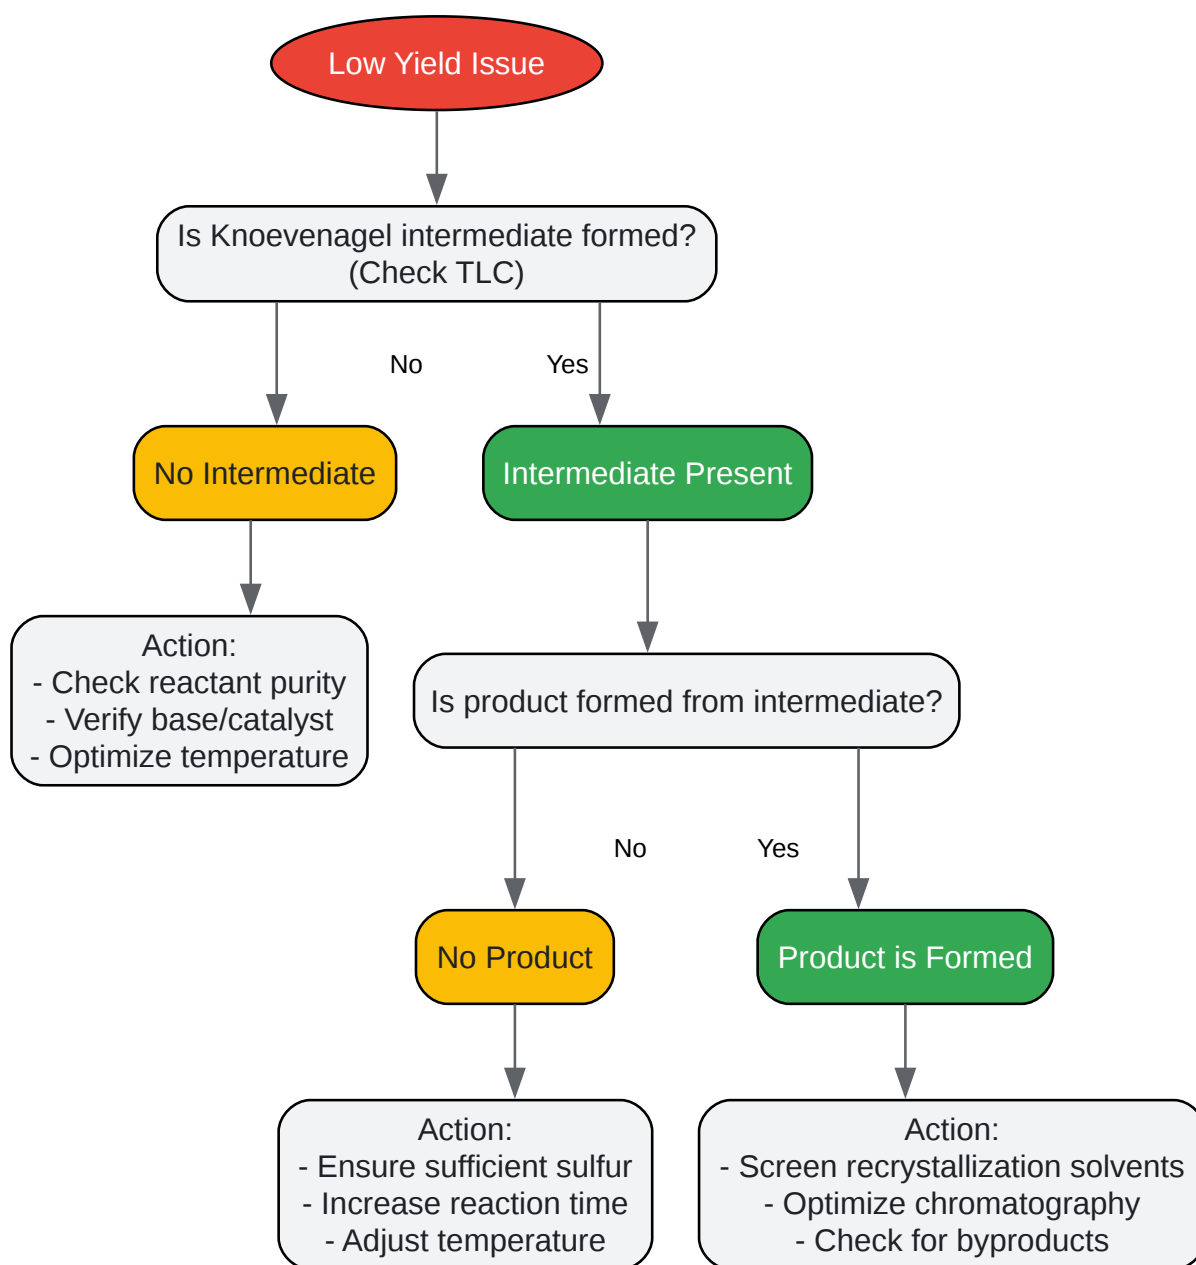 Low Yield Issue
Is Knoevenagel intermediate formed?
(Check TLC)
No
Yes
No Intermediate
Intermediate Present
Action:
- Check reactant purity
- Verify base/catalyst
- Optimize temperature
Is product formed from intermediate?
No
Yes
No Product
Product is Formed
Action:
- Ensure sufficient sulfur
- Increase reaction time
- Adjust temperature
Action:
- Screen recrystallization solvents
- Optimize chromatography
- Check for byproducts